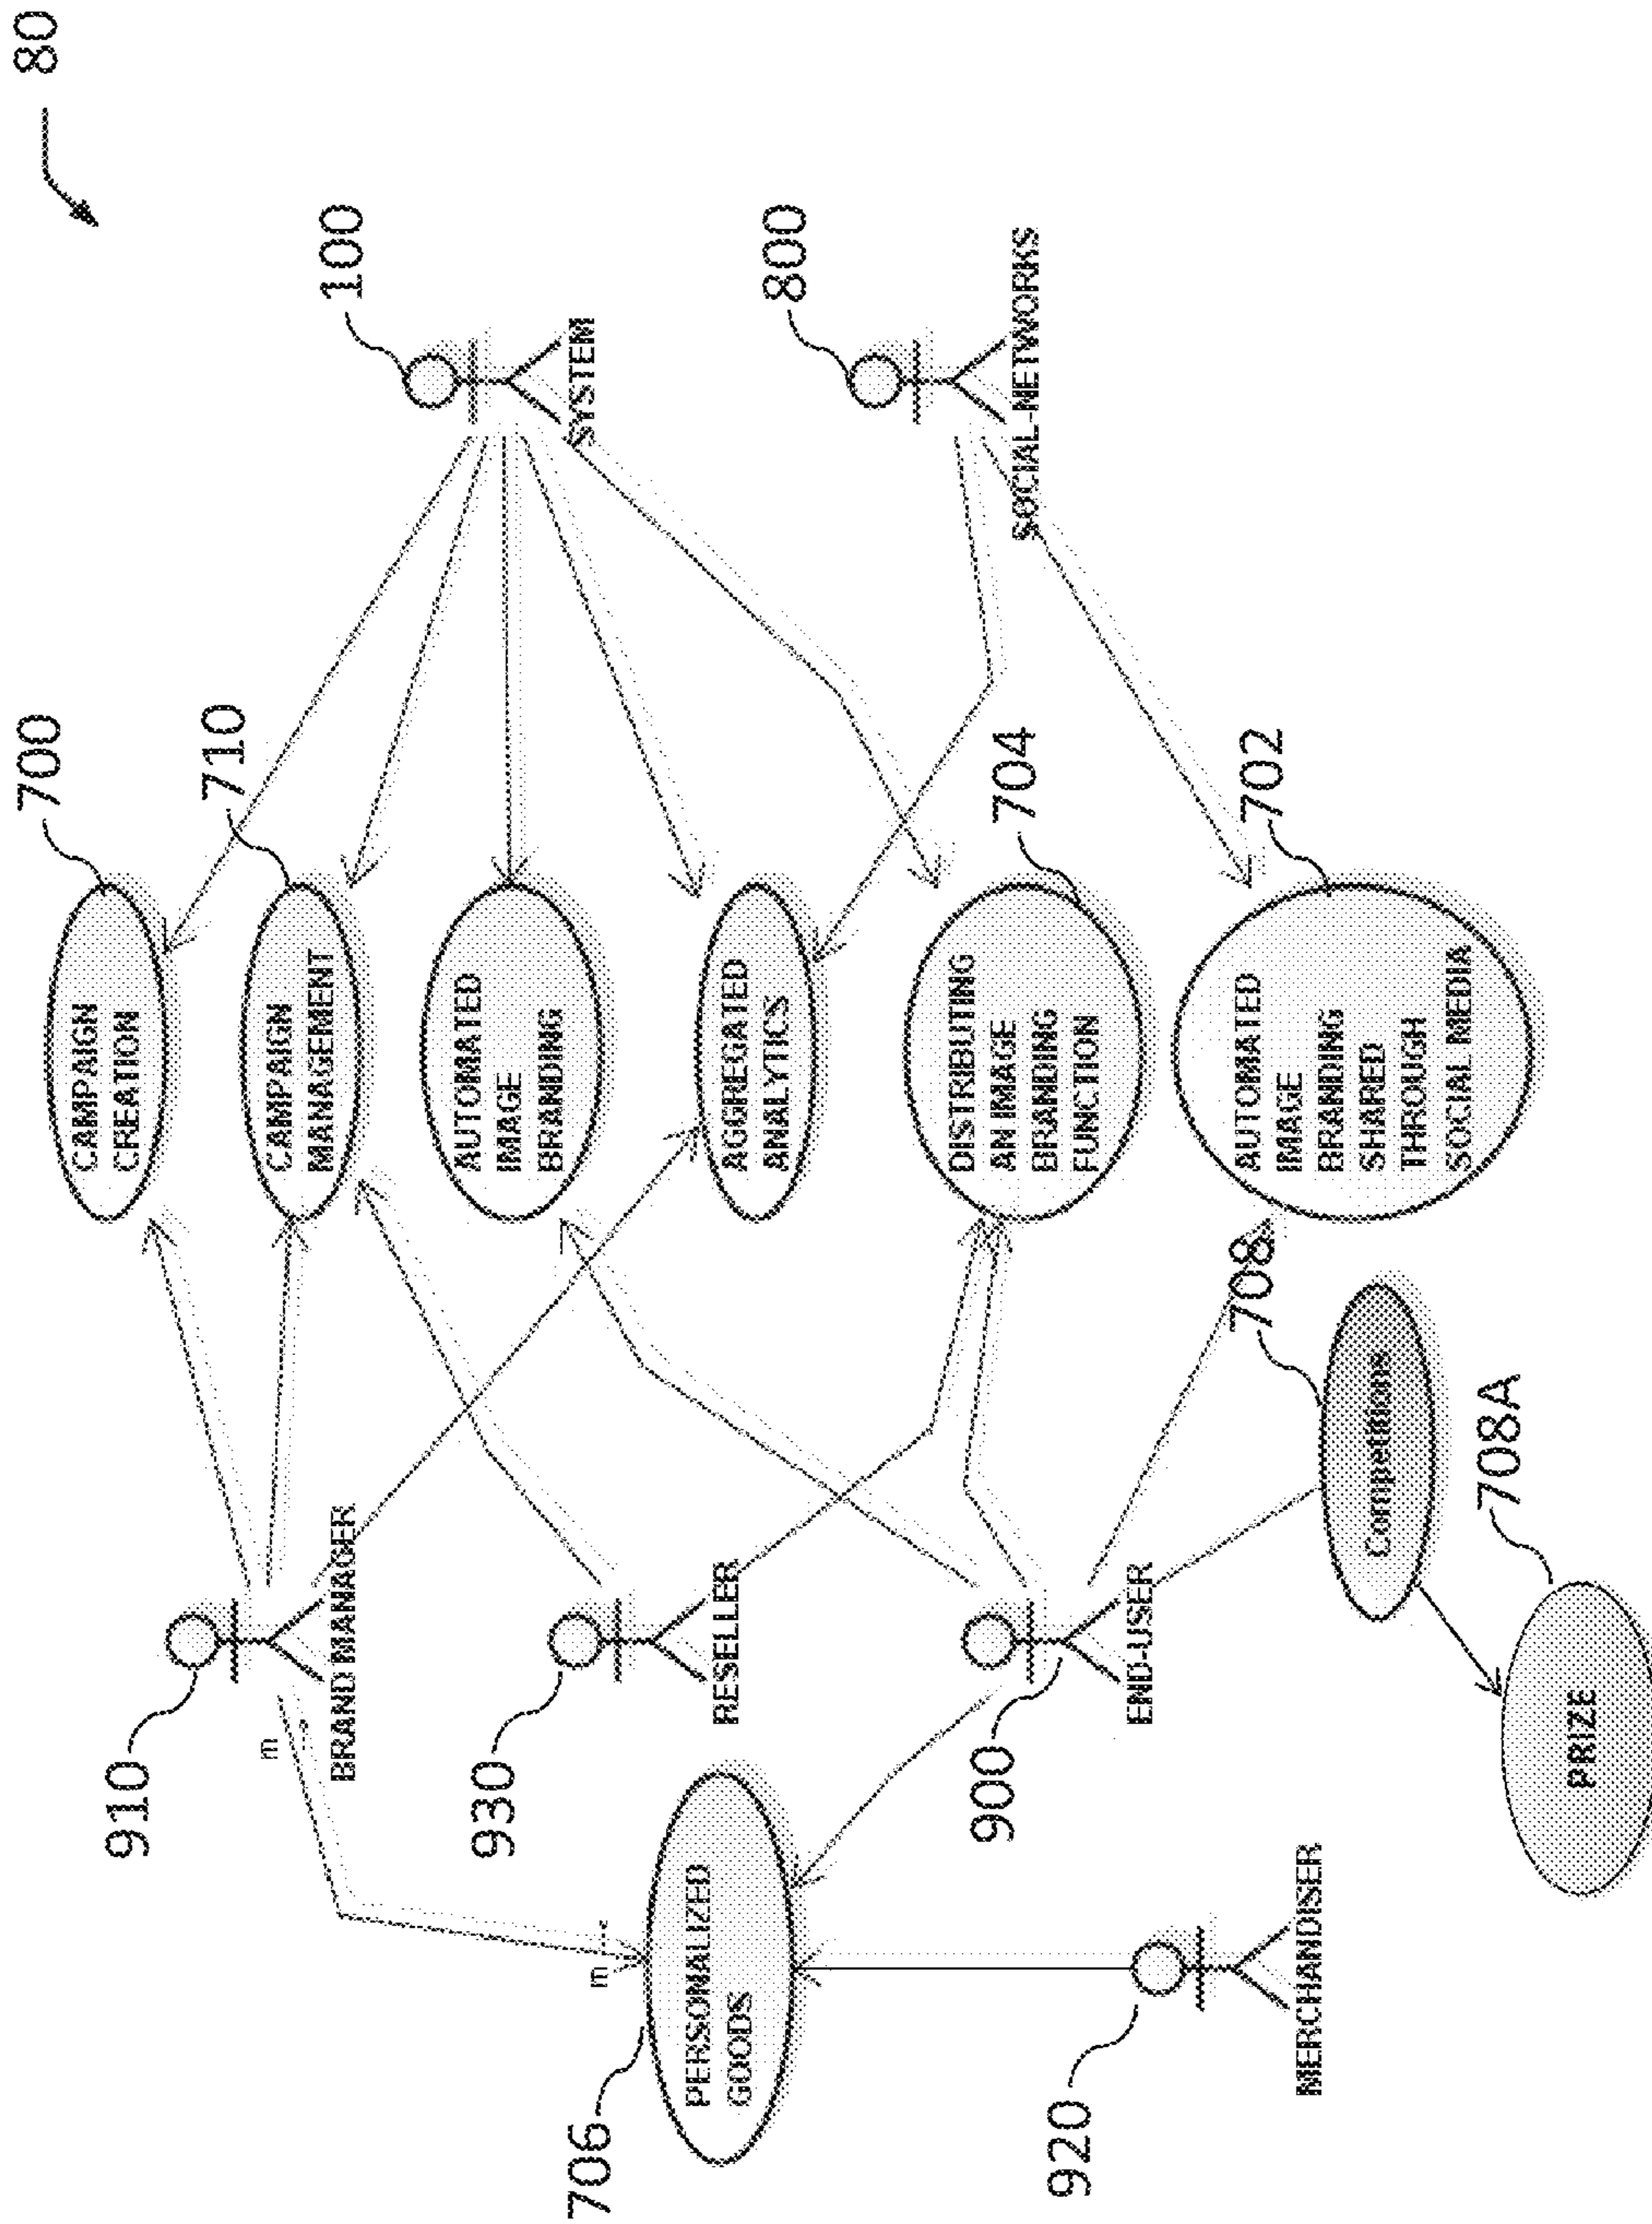 80
910
m
BRAND MANAGER
930
RESELLER
706
PERSONALIZED
GOODS
m
900
END-USER
920
MERCHANDISER
700
CAMPAIGN
CREATION
710
CAMPAIGN
MANAGEMENT
AUTOMATED
IMAGE
BRANDING
AGGREGATED
ANALYTICS
704
DISTRIBUTING
AN IMAGE
BRANDING
FUNCTION
702
AUTOMATED
IMAGE
BRANDING
SHARED
THROUGH
SOCIAL MEDIA
708
Competitions
708A
PRIZE
100
SYSTEM
800
SOCIAL-NETWORKS